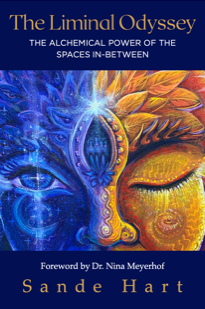 The Liminal Odyssey
THE ALCHEMICAL POWER OF THE
SPACES IN-BETWEEN
Foreword by Dr. Nina Meyerhof
Sande Hart